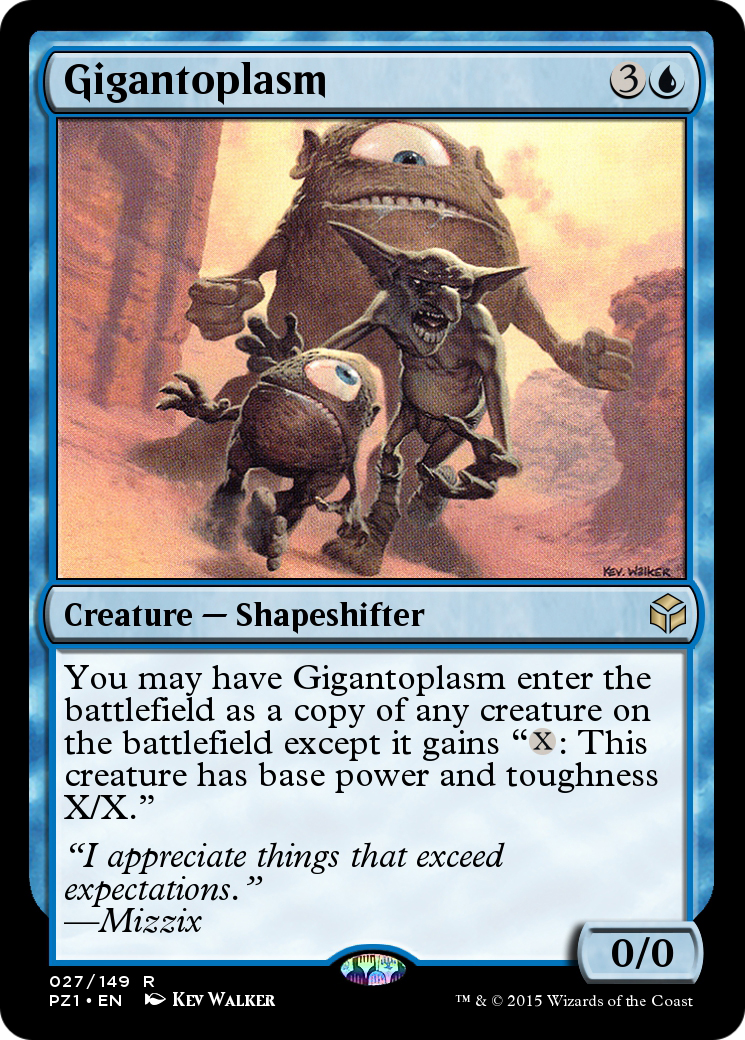 Gigantoplasm 3
KEV. WALKER
Creature — Shapeshifter
You may have Gigantoplasm enter the
battlefield as a copy of any creature on
the battlefield except it gains “X: This
creature has base power and toughness
X/X.”
“I appreciate things that exceed
expectations.”
—Mizzix
0/0
027/149 R
PZ1 • EN KEV WALKER
™ & © 2015 Wizards of the Coast